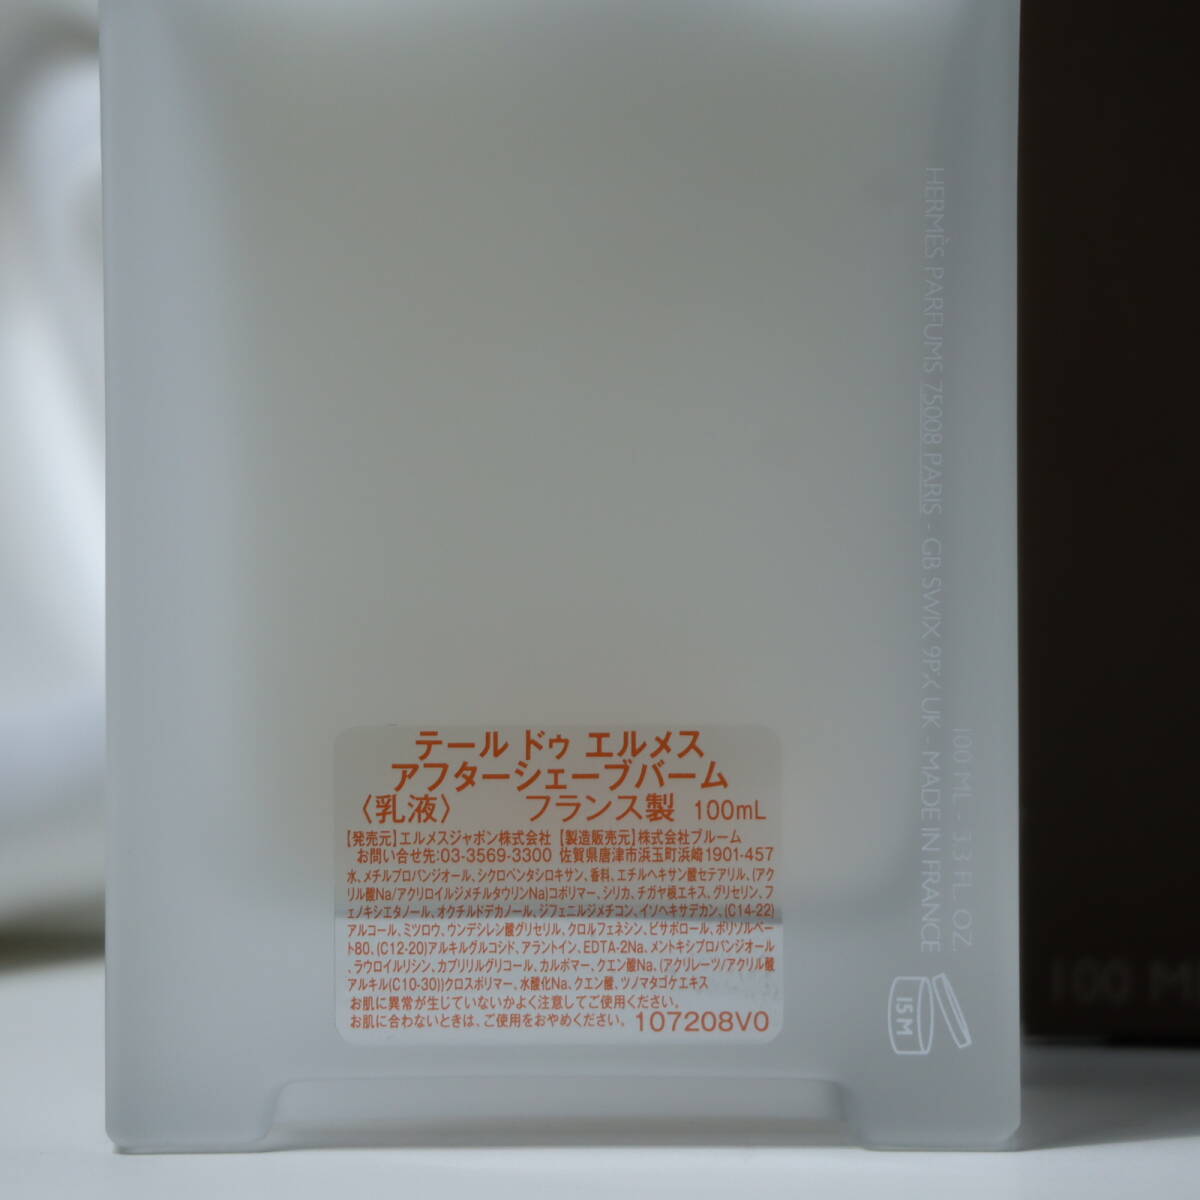 テール ドゥ エルメス
アフターシェーブバーム
〈乳液〉 フランス製 100mL
【発売元】エルメスジャポン株式会社 【製造販売元】株式会社ブルーム
お問い合せ先:03-3569-3300 佐賀県唐津市浜玉町浜崎1901-457
水、メチルプロパンジオール、シクロペンタシロキサン、香料、エチルヘキサン酸セテアリル、(アク
リル酸Na/アクリロイルジメチルタウリンNa)コポリマー、シリカ、チガヤ根エキス、グリセリン、フ
ェノキシエタノール、オクチルドデカノール、ジフェニルジメチコン、イソヘキサデカン、(C14-22)
アルコール、ミツロウ、ウンデシレン酸グリセリル、クロルフェネシン、ビサボロール、ポリソルベー
ト80、(C12-20)アルキルグルコシド、アラントイン、EDTA-2Na、メントキシプロパンジオール
、ラウロイルリシン、カプリリルグリコール、カルボマー、クエン酸Na、(アクリレーツ/アクリル酸
アルキル(C10-30))クロスポリマー、水酸化Na、クエン酸、ツノマタゴケエキス
お肌に異常が生じていないかよく注意してご使用ください。
お肌に合わないときは、ご使用をおやめください。 107208V0
HERMÈS PARFUMS 75008 PARIS - GB SW1X 9PX UK - MADE IN FRANCE
100 ML - 3.3 FL. OZ.
15 M
100 M